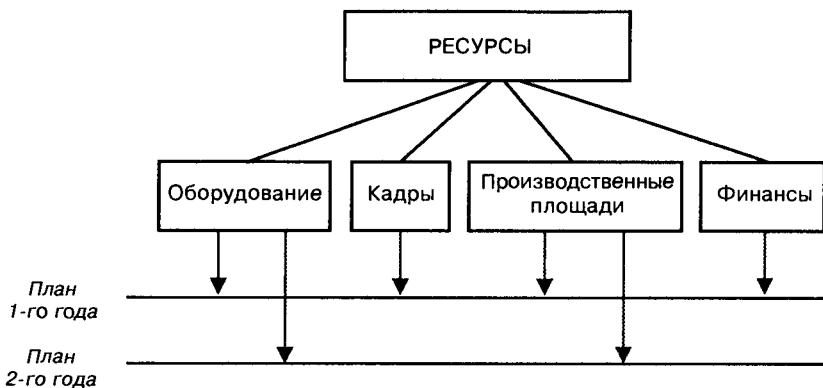 РЕСУРСЫ
Оборудование
Кадры
Производственные
площади
Финансы
План
1-го года
План
2-го года